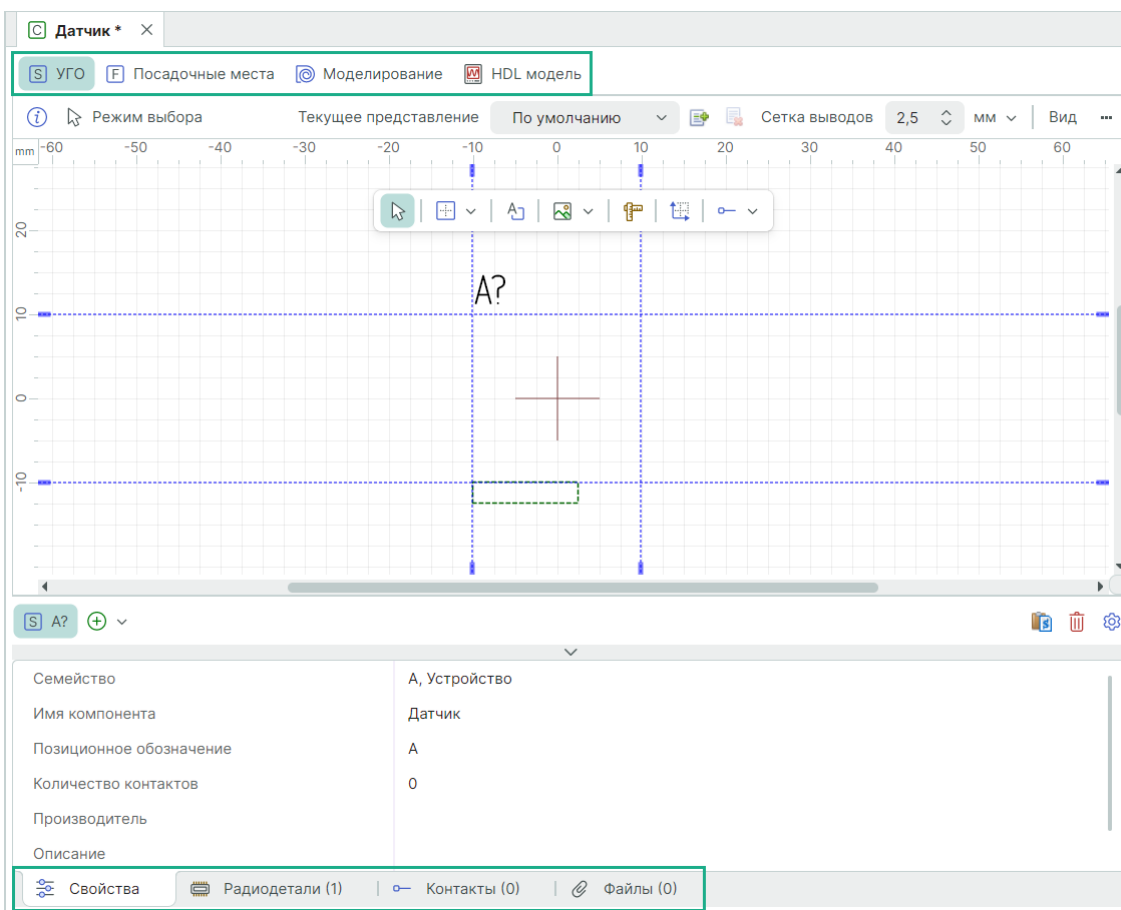 C Датчик *
S УГО F Посадочные места Моделирование HDL модель
i Режим выбора Текущее представление По умолчанию Сетка выводов 2,5 мм Вид
mm -60 -50 -40 -30 -20 -10 0 10 20 30 40 50 60
20
A?
10
0
-10
S A?
Семейство A, Устройство
Имя компонента Датчик
Позиционное обозначение A
Количество контактов 0
Производитель
Описание
Свойства Радиодетали (1) Контакты (0) Файлы (0)